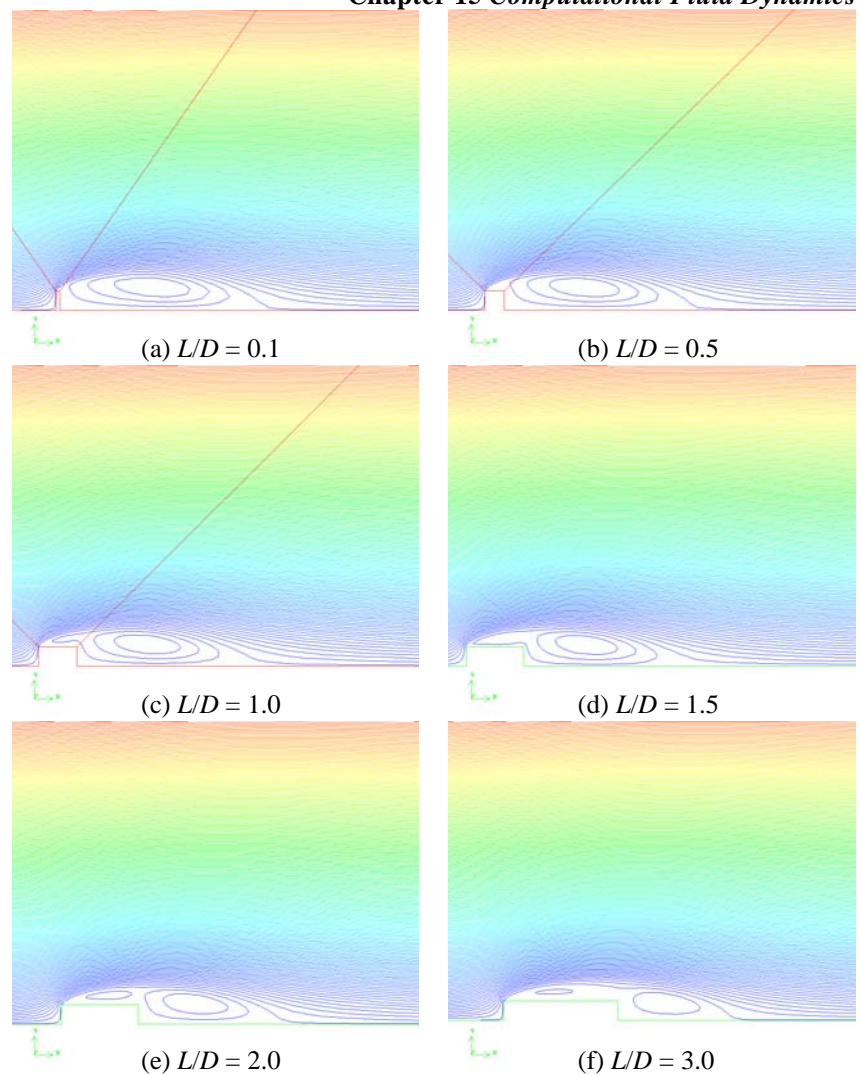 Chapter 15 Computational Fluid Dynamics
(a) L/D = 0.1
(b) L/D = 0.5
(c) L/D = 1.0
(d) L/D = 1.5
(e) L/D = 2.0
(f) L/D = 3.0